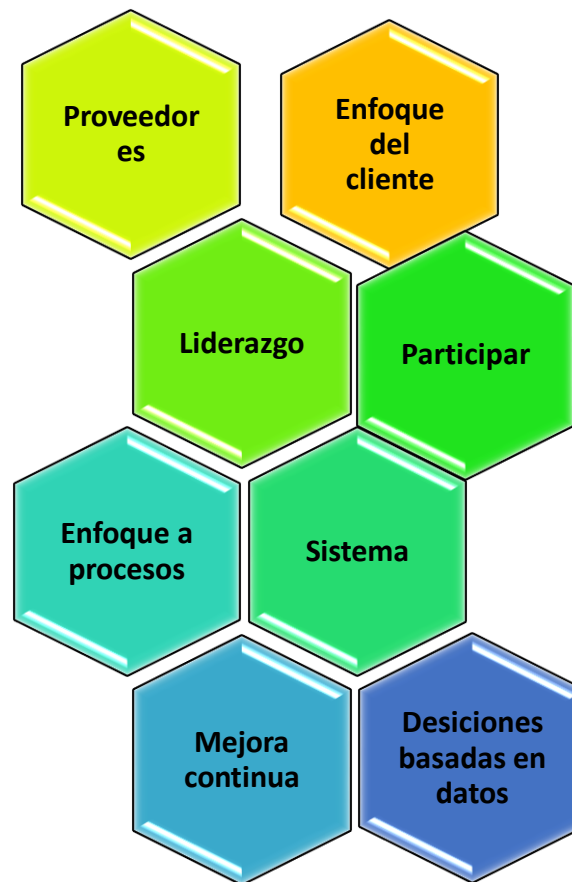 Proveedor
es
Enfoque
del
cliente
Liderazgo
Participar
Enfoque a
procesos
Sistema
Mejora
continua
Desiciones
basadas en
datos